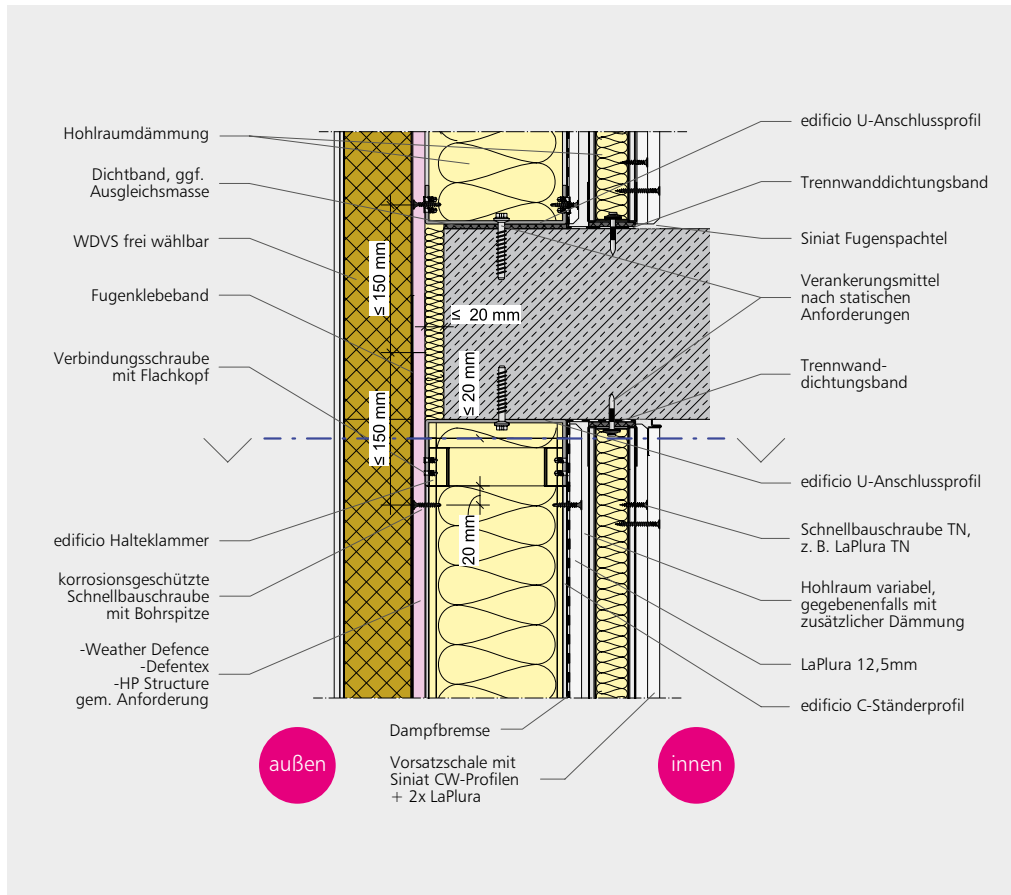 Hohlraumdämmung
Dichtband, ggf.
Ausgleichsmasse
WDVS frei wählbar
Fugenklebeband
Verbindungsschraube
mit Flachkopf
edificio Halteklammer
korrosionsgeschützte
Schnellbauschraube
mit Bohrspitze
-Weather Defence
-Defentex
-HP Structure
gem. Anforderung
≤ 150 mm
≤ 20 mm
≤ 20 mm
≤ 150 mm
20 mm
edificio U-Anschlussprofil
Trennwanddichtungsband
Siniat Fugenspachtel
Verankerungsmittel
nach statischen
Anforderungen
Trennwand-
dichtungsband
edificio U-Anschlussprofil
Schnellbauschraube TN,
z. B. LaPlura TN
Hohlraum variabel,
gegebenenfalls mit
zusätzlicher Dämmung
LaPlura 12,5mm
edificio C-Ständerprofil
Dampfbremse
Vorsatzschale mit
Siniat CW-Profilen
+ 2x LaPlura
außen
innen